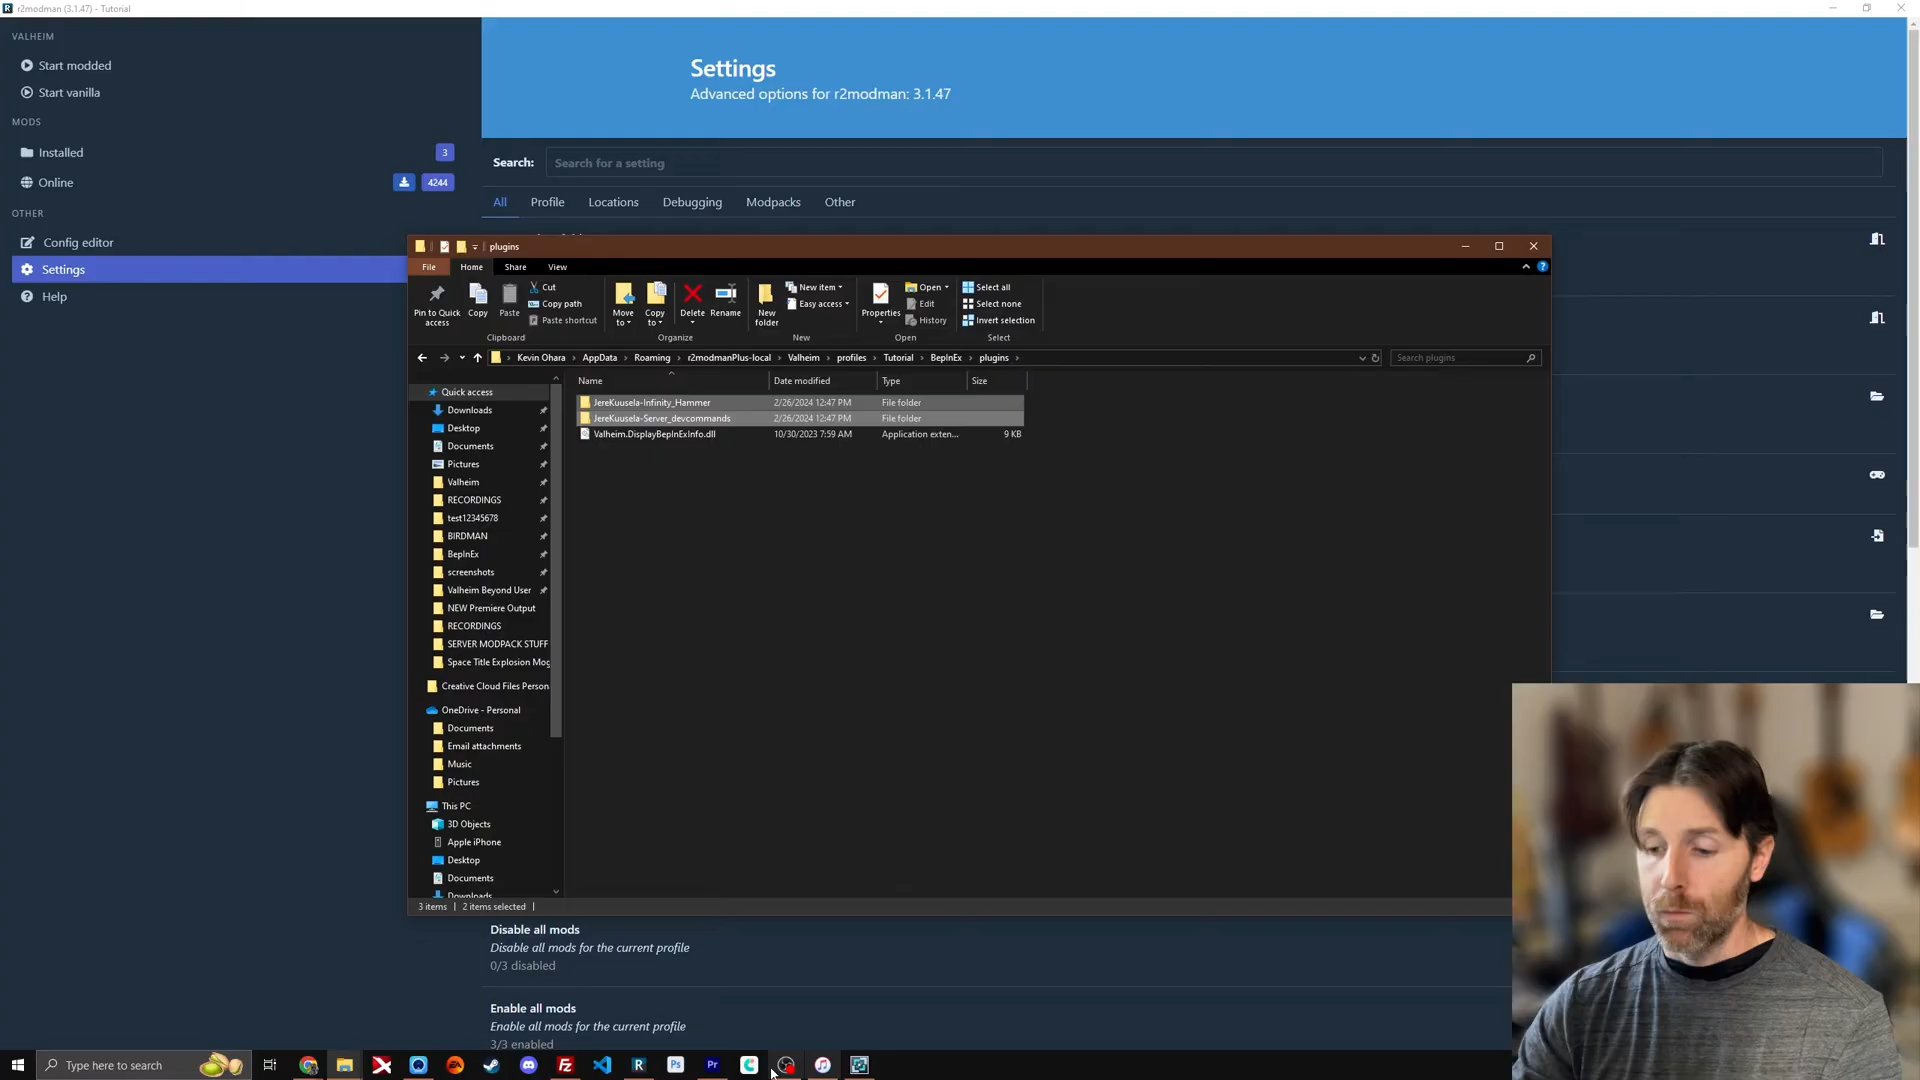 r2modman (3.1.47) - Tutorial
VALHEIM
Start modded
Start vanilla
MODS
Installed
3
Online
4244
OTHER
Config editor
Settings
Help
Settings
Advanced options for r2modman: 3.1.47
Search: Search for a setting
All Profile Locations Debugging Modpacks Other
plugins
File Home Share View
Pin to Quick access
Copy
Paste
Cut
Copy path
Paste shortcut
Clipboard
Move to
Copy to
Delete
Rename
Organize
New folder
New item
Easy access
New
Properties
Open
Edit
History
Open
Select all
Select none
Invert selection
Select
Kevin Ohara > AppData > Roaming > r2modmanPlus-local > Valheim > profiles > Tutorial > BepInEx > plugins >
Search plugins
Name Date modified Type Size
JereKuusela-Infinity_Hammer 2/26/2024 12:47 PM File folder
JereKuusela-Server_devcommands 2/26/2024 12:47 PM File folder
Valheim.DisplayBepInExInfo.dll 10/30/2023 7:59 AM Application exten... 9 KB
Quick access
Downloads
Desktop
Documents
Pictures
Valheim
RECORDINGS
test12345678
BIRDMAN
BepInEx
screenshots
Valheim Beyond User
NEW Premiere Output
RECORDINGS
SERVER MODPACK STUFF
Space Title Explosion Mog
Creative Cloud Files Person
OneDrive - Personal
Documents
Email attachments
Music
Pictures
This PC
3D Objects
Apple iPhone
Desktop
Documents
Downloads
3 items 2 items selected
Disable all mods
Disable all mods for the current profile
0/3 disabled
Enable all mods
Enable all mods for the current profile
3/3 enabled
Type here to search